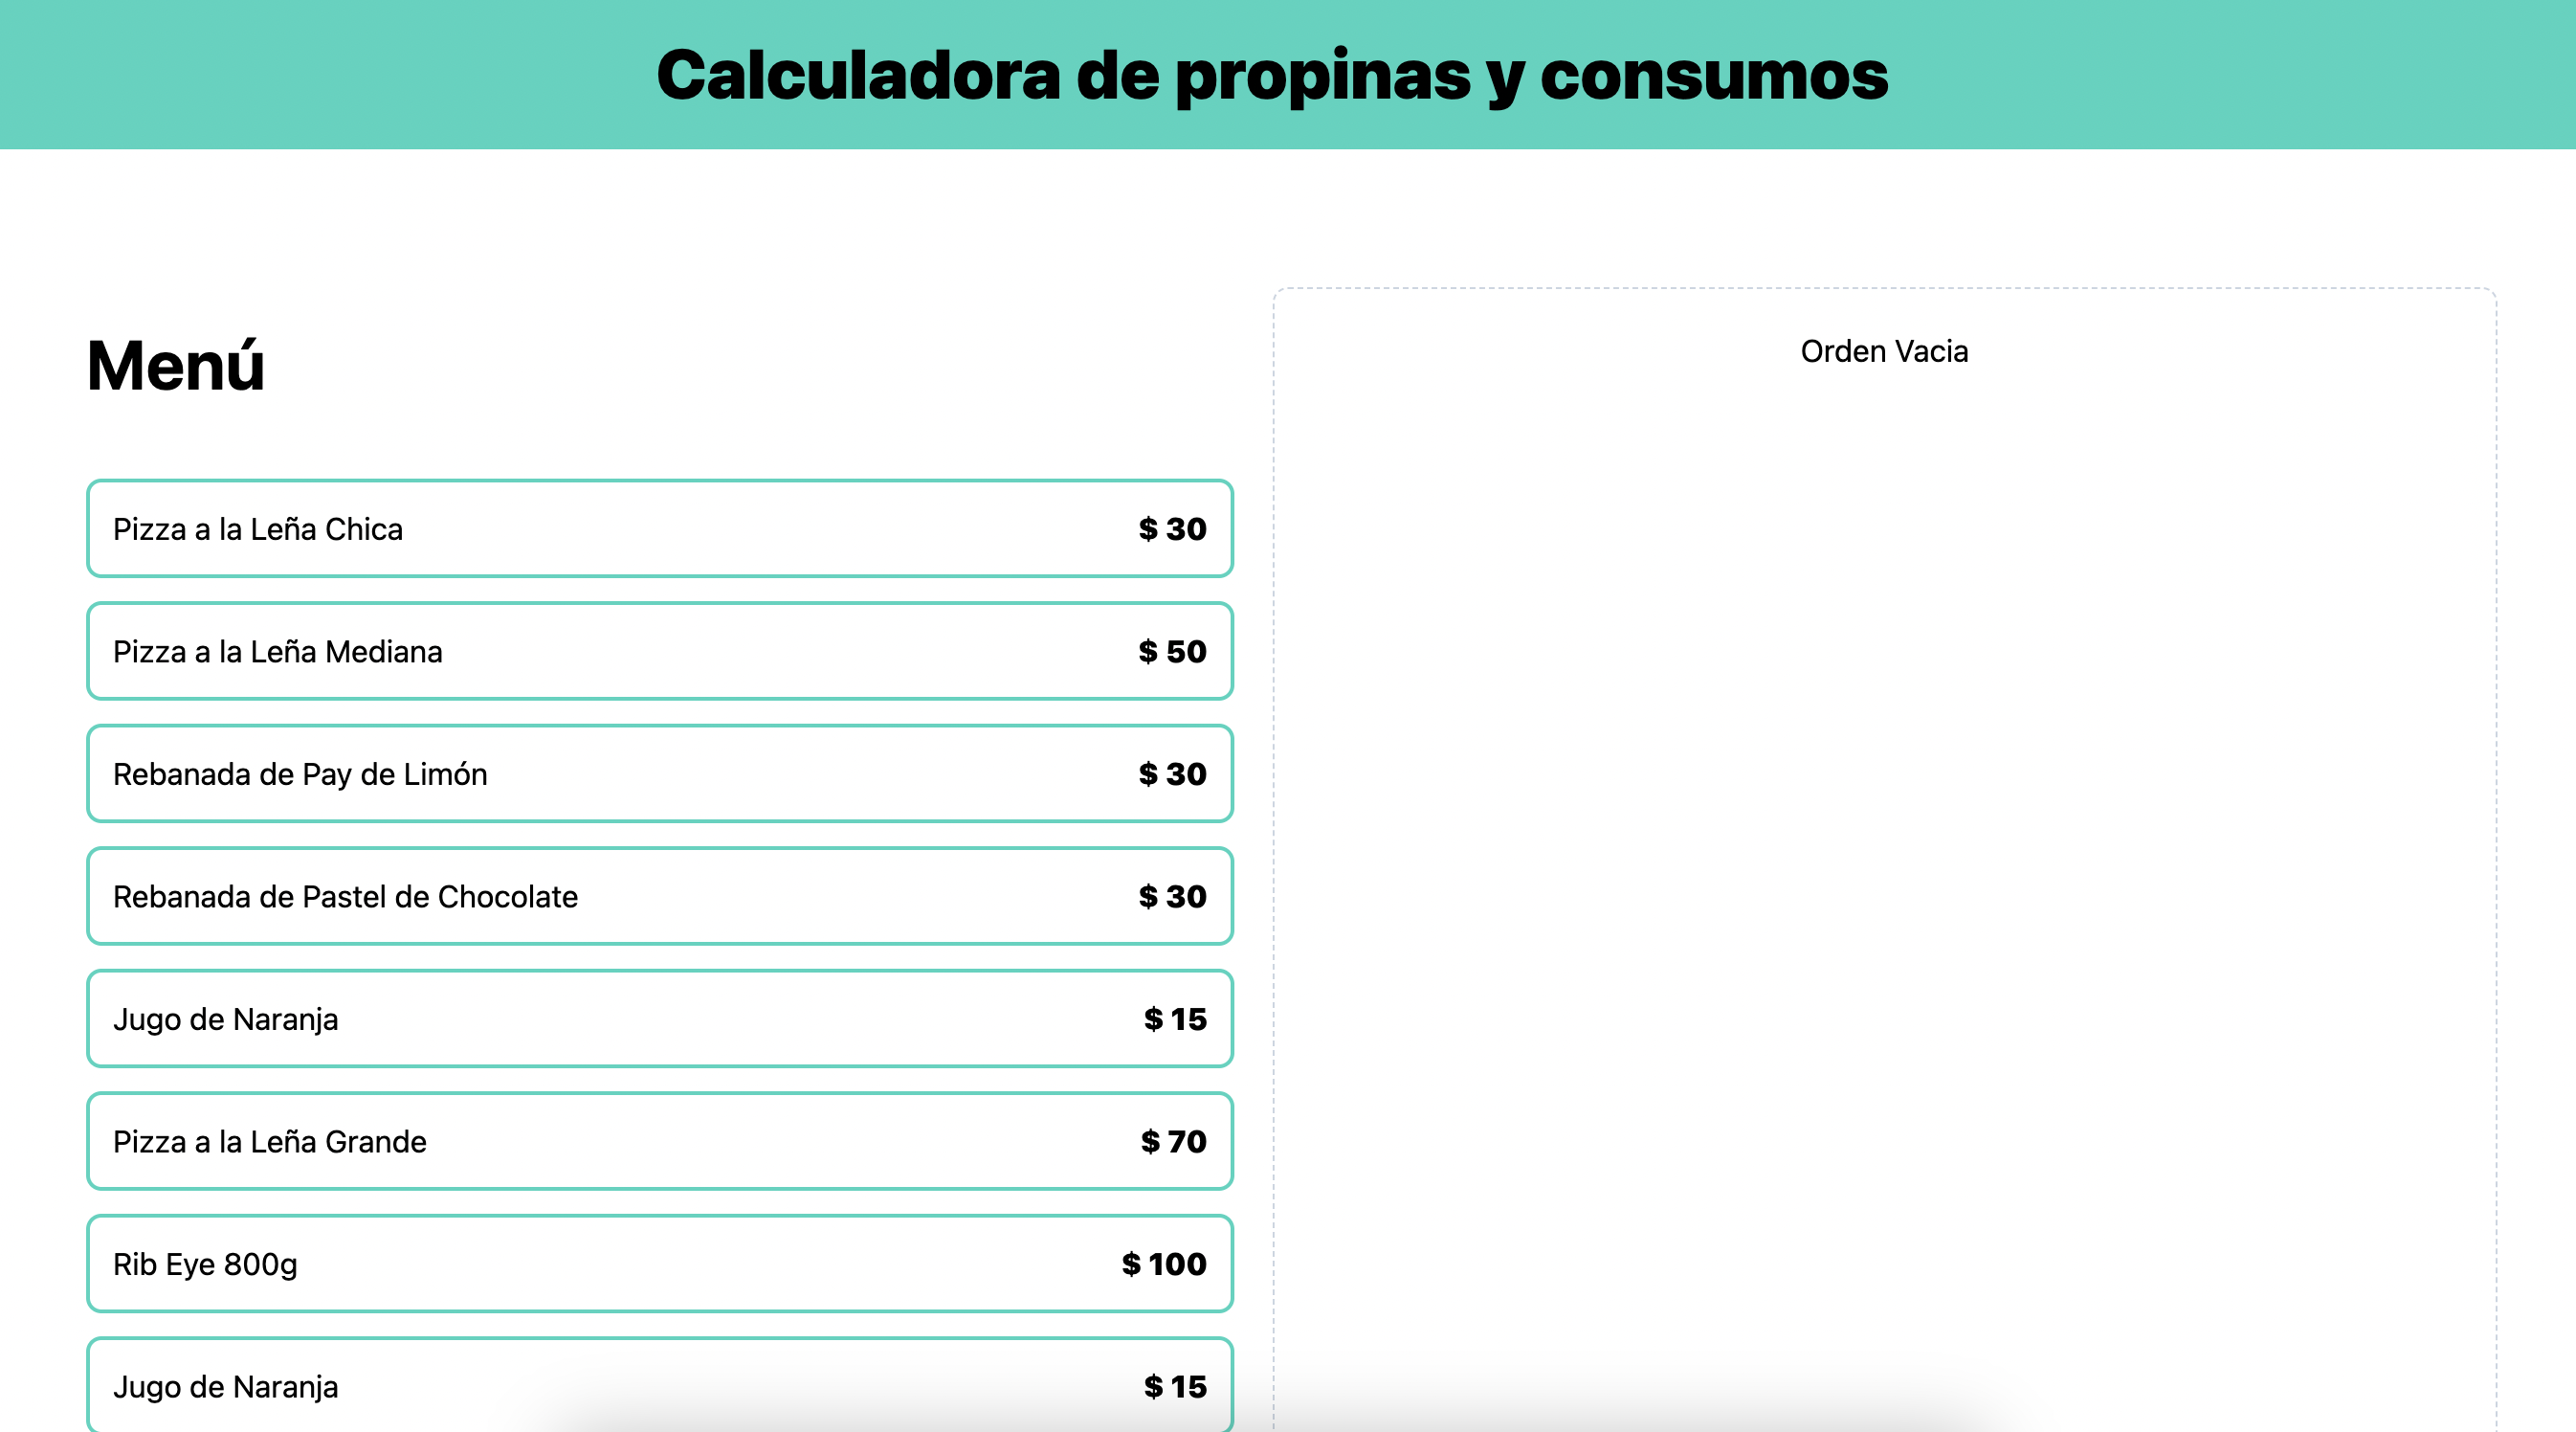 Calculadora de propinas y consumos
Menú
Pizza a la Leña Chica $ 30
Pizza a la Leña Mediana $ 50
Rebanada de Pay de Limón $ 30
Rebanada de Pastel de Chocolate $ 30
Jugo de Naranja $ 15
Pizza a la Leña Grande $ 70
Rib Eye 800g $ 100
Jugo de Naranja $ 15
Orden Vacia